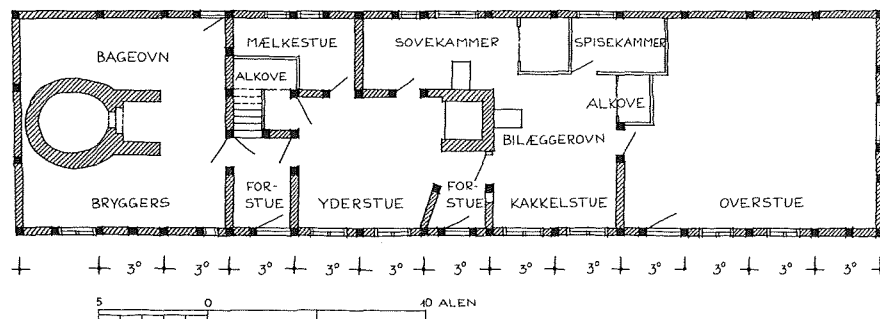 BAGEOVN
MÆLKESTUE
SOVEKAMMER
SPISEKAMMER
ALKOVE
ALKOVE
BILÆGGEROVN
BRYGGERS
FOR-
STUE
YDERSTUE
FOR-
STUE
KAKKELSTUE
OVERSTUE
3° 3° 3° 3° 3° 3° 3° 3° 3° 3° 3° 3°
5 0 10 ALEN